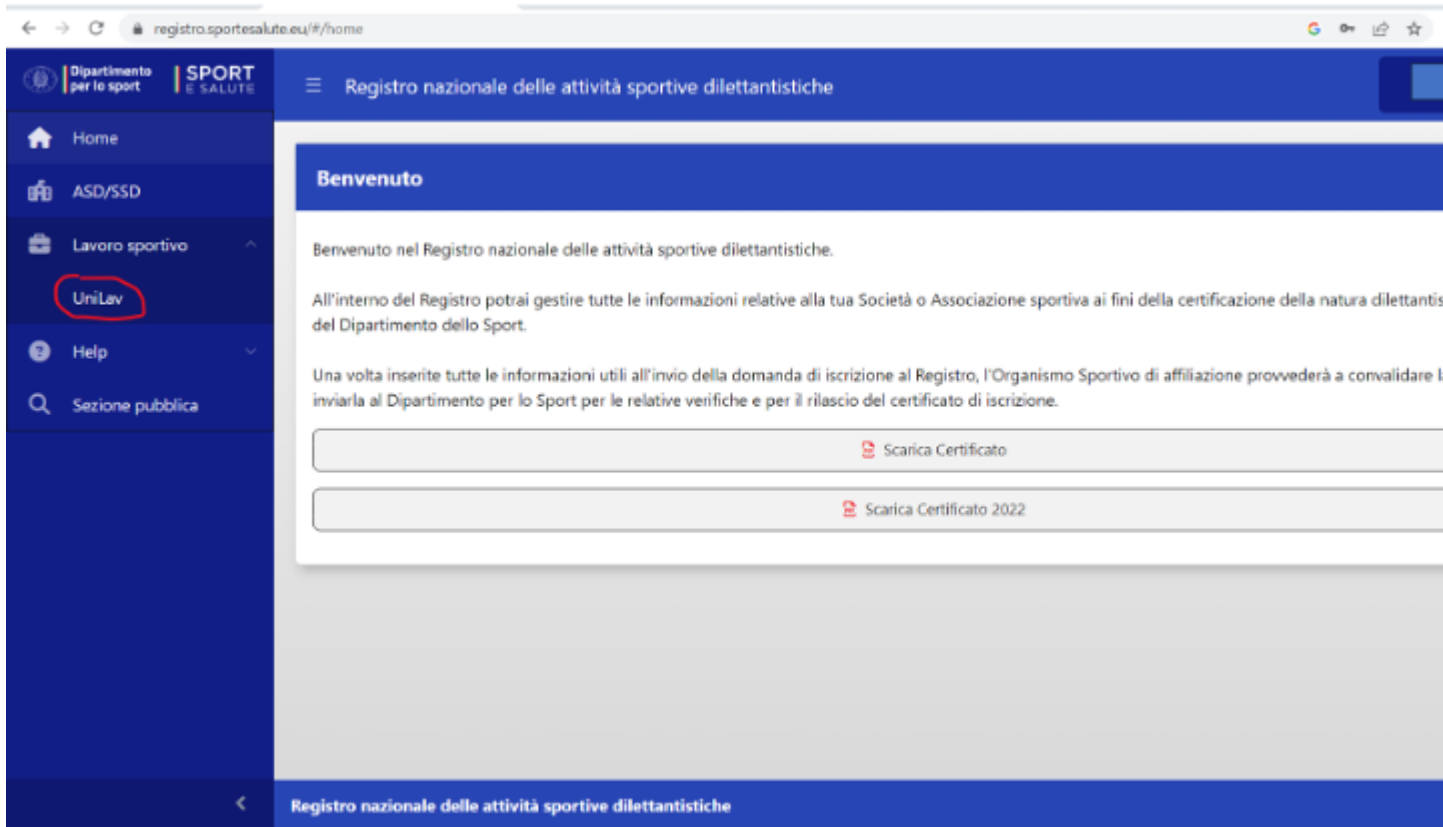 registro.sportesalute.eu/#/home
Dipartimento
per lo sport
SPORT
E SALUTE
Registro nazionale delle attività sportive dilettantistiche
Home
ASD/SSD
Lavoro sportivo
UniLav
Help
Sezione pubblica
Benvenuto
Benvenuto nel Registro nazionale delle attività sportive dilettantistiche.
All'interno del Registro potrai gestire tutte le informazioni relative alla tua Società o Associazione sportiva ai fini della certificazione della natura dilettantis
del Dipartimento dello Sport.
Una volta inserite tutte le informazioni utili all'invio della domanda di iscrizione al Registro, l'Organismo Sportivo di affiliazione provvederà a convalidare l
inviarla al Dipartimento per lo Sport per le relative verifiche e per il rilascio del certificato di iscrizione.
Scarica Certificato
Scarica Certificato 2022
Registro nazionale delle attività sportive dilettantistiche